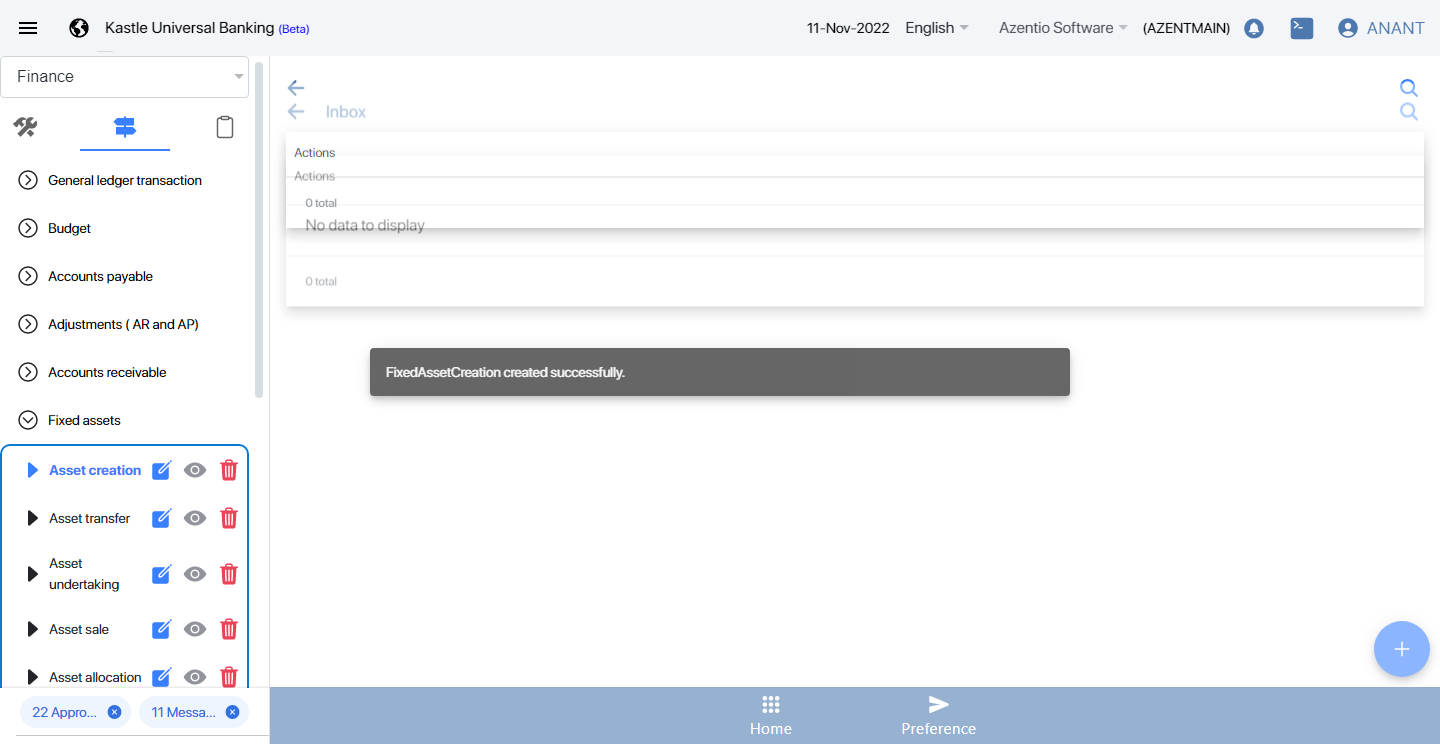 Kastle Universal Banking (Beta)
11-Nov-2022
English
Azentio Software
(AZENTMAIN)
ANANT
Finance
General ledger transaction
Budget
Accounts payable
Adjustments ( AR and AP)
Accounts receivable
Fixed assets
Asset creation
Asset transfer
Asset
undertaking
Asset sale
Asset allocation
22 Appro...
11 Messa...
Inbox
Actions
Actions
0 total
No data to display
0 total
FixedAssetCreation created successfully.
Home
Preference